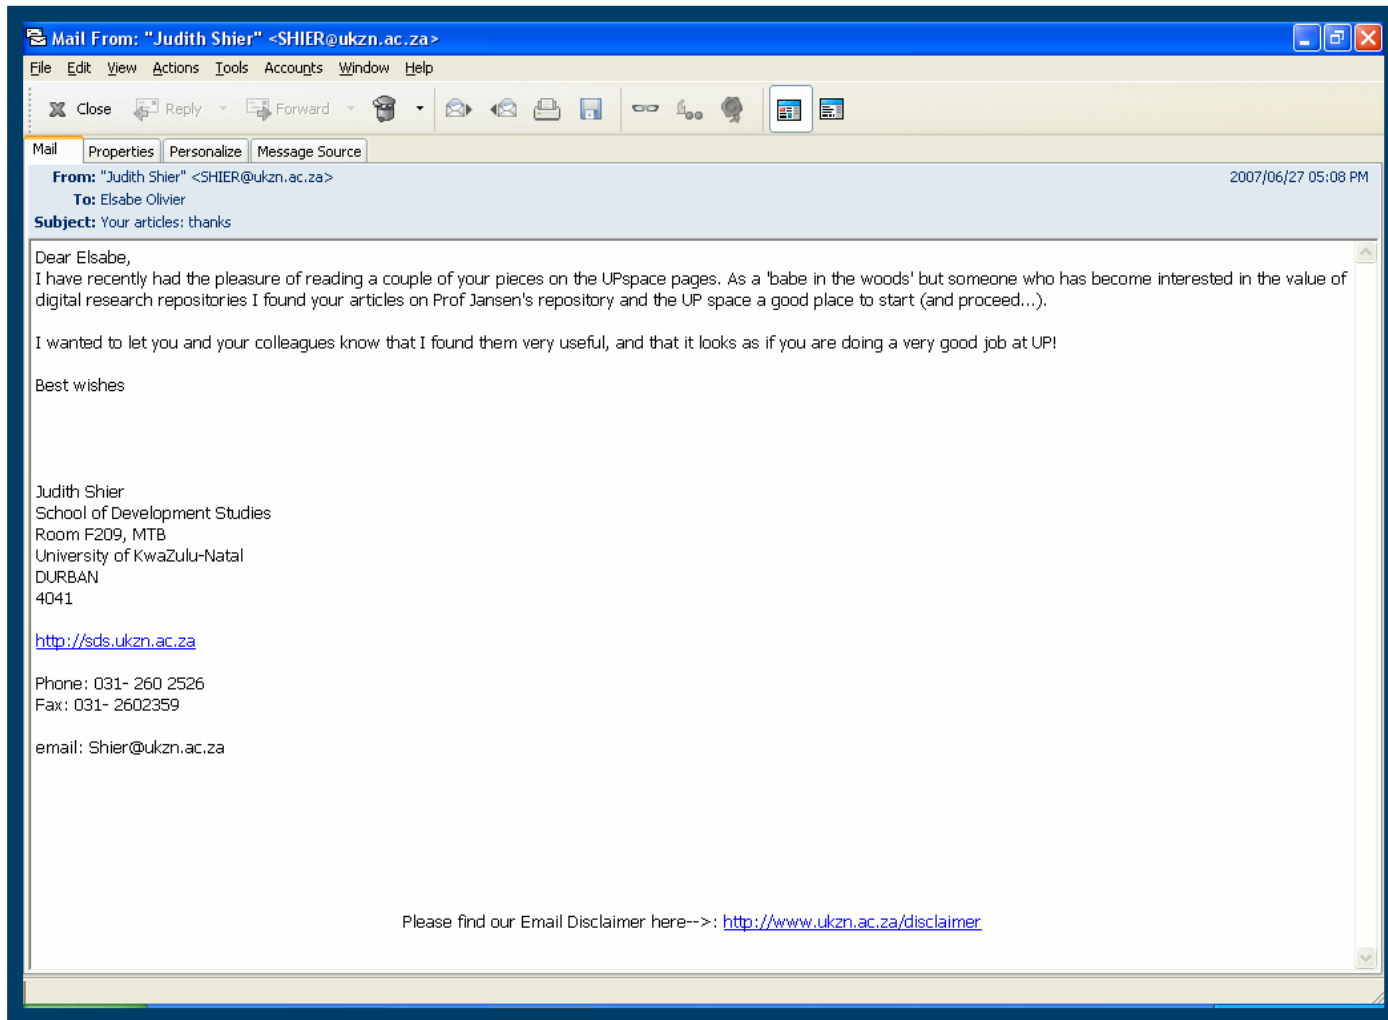 Mail From: "Judith Shier" <SHIER@ukzn.ac.za>
File Edit View Actions Tools Accounts Window Help
Close Reply Forward
Mail Properties Personalize Message Source
From: "Judith Shier" <SHIER@ukzn.ac.za> 2007/06/27 05:08 PM
To: Elsabe Olivier
Subject: Your articles: thanks
Dear Elsabe,
I have recently had the pleasure of reading a couple of your pieces on the UPspace pages. As a 'babe in the woods' but someone who has become interested in the value of
digital research repositories I found your articles on Prof Jansen's repository and the UP space a good place to start (and proceed...).
I wanted to let you and your colleagues know that I found them very useful, and that it looks as if you are doing a very good job at UP!
Best wishes
Judith Shier
School of Development Studies
Room F209, MTB
University of KwaZulu-Natal
DURBAN
4041
http://sds.ukzn.ac.za
Phone: 031- 260 2526
Fax: 031- 2602359
email: Shier@ukzn.ac.za
Please find our Email Disclaimer here-->: http://www.ukzn.ac.za/disclaimer